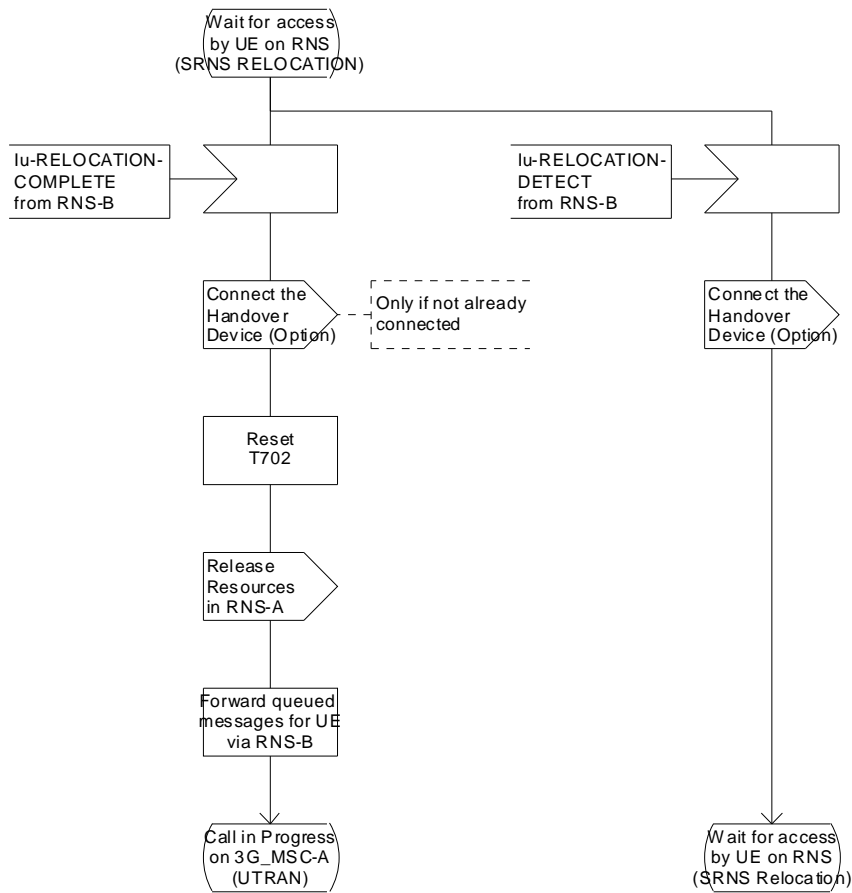 Wait for access
by UE on RNS
(SRNS RELOCATION)
Iu-RELOCATION-
COMPLETE
from RNS-B
Iu-RELOCATION-
DETECT
from RNS-B
Connect the
Handover
Device (Option)
Only if not already
connected
Connect the
Handover
Device (Option)
Reset
T702
Release
Resources
in RNS-A
Forward queued
messages for UE
via RNS-B
Call in Progress
on 3G_MSC-A
(UTRAN)
Wait for access
by UE on RNS
(SRNS Relocation)